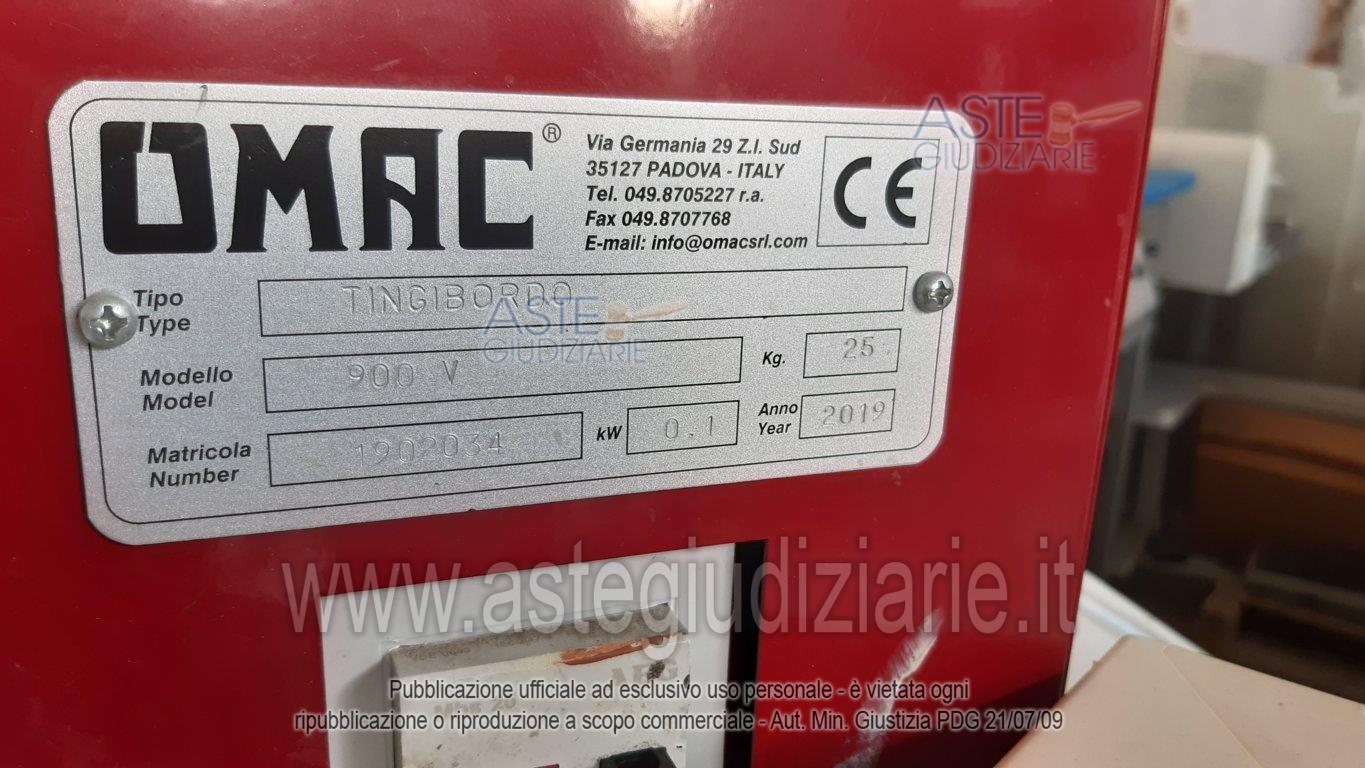 OMAC®
Via Germania 29 Z.I. Sud
35127 PADOVA - ITALY
Tel. 049.8705227 r.a.
Fax 049.8707768
E-mail: info@omacsrl.com
CE
ASTE
GIUDIZIARIE
Tipo
Type
TINGIBORDO
ASTE
GIUDIZIARIE
Modello
Model
900 V
Kg.
25
Matricola
Number
1902034
kW
0.1
Anno
Year
2019
www.astegiudiziarie.it
AEG
Mbs 20
Pubblicazione ufficiale ad esclusivo uso personale - è vietata ogni
ripubblicazione o riproduzione a scopo commerciale - Aut. Min. Giustizia PDG 21/07/09